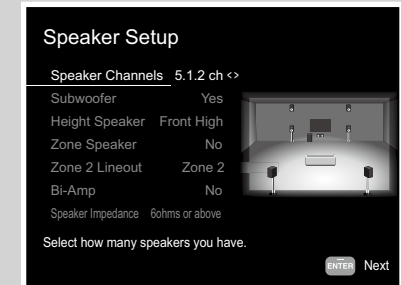 Speaker Setup
Speaker Channels 5.1.2 ch <>
Subwoofer Yes
Height Speaker Front High
Zone Speaker No
Zone 2 Lineout Zone 2
Bi-Amp No
Speaker Impedance 6ohms or above
Select how many speakers you have.
ENTER Next